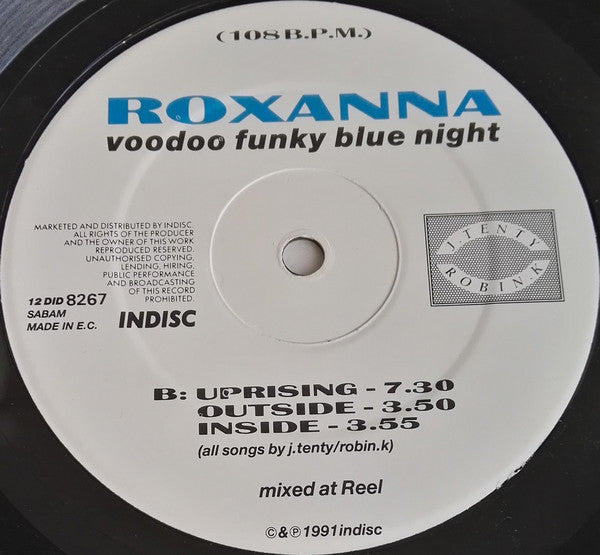 (108 B.P.M.)
ROXANNA
voodoo funky blue night
MARKETED AND DISTRIBUTED BY INDISC.
ALL RIGHTS OF THE PRODUCER
AND THE OWNER OF THIS WORK
REPRODUCED RESERVED.
UNAUTHORISED COPYING,
LENDING, HIRING,
PUBLIC PERFORMANCE
AND BROADCASTING
OF THIS RECORD
PROHIBITED.
12 DID 8267
SABAM
MADE IN E.C.
INDISC
J.TENTY
ROBIN.K
B: UPRISING - 7.30
OUTSIDE - 3.50
INSIDE - 3.55
(all songs by j.tenty/robin.k)
mixed at Reel
©&℗1991 indisc